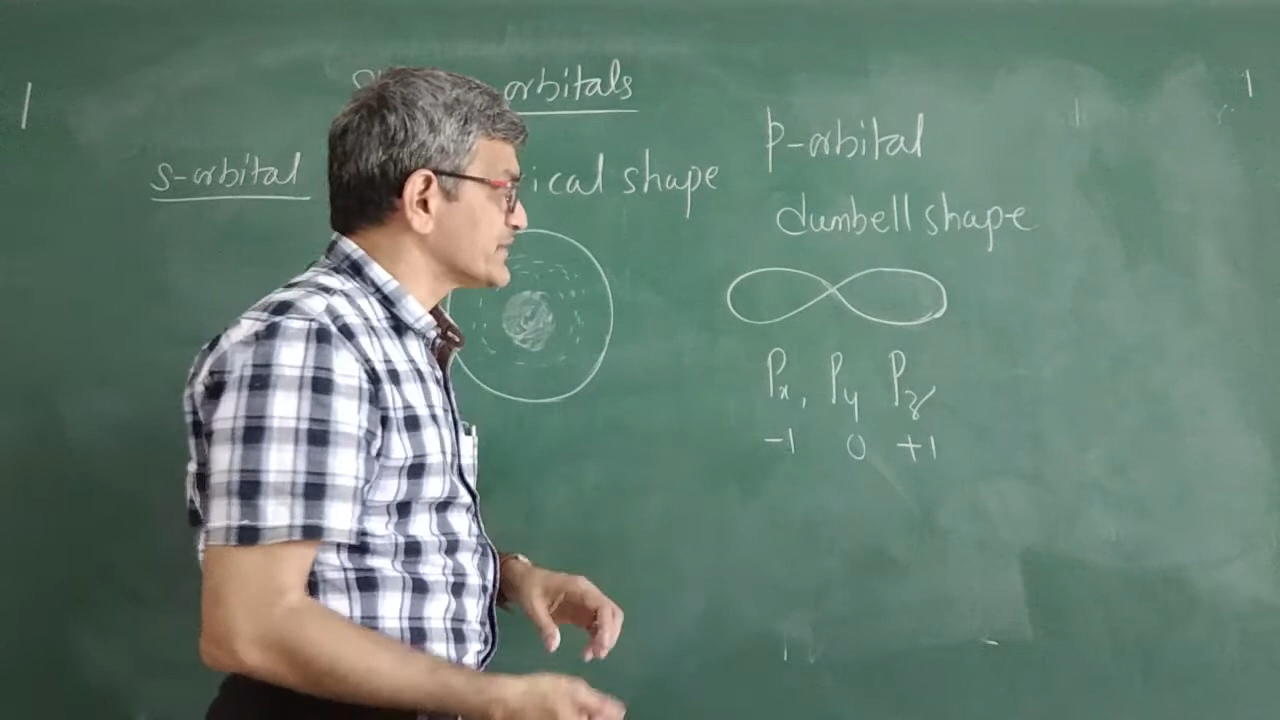 orbitals
s-orbital ical shape
p-orbital
dumbell shape
Px, Py Pz
-1 0 +1